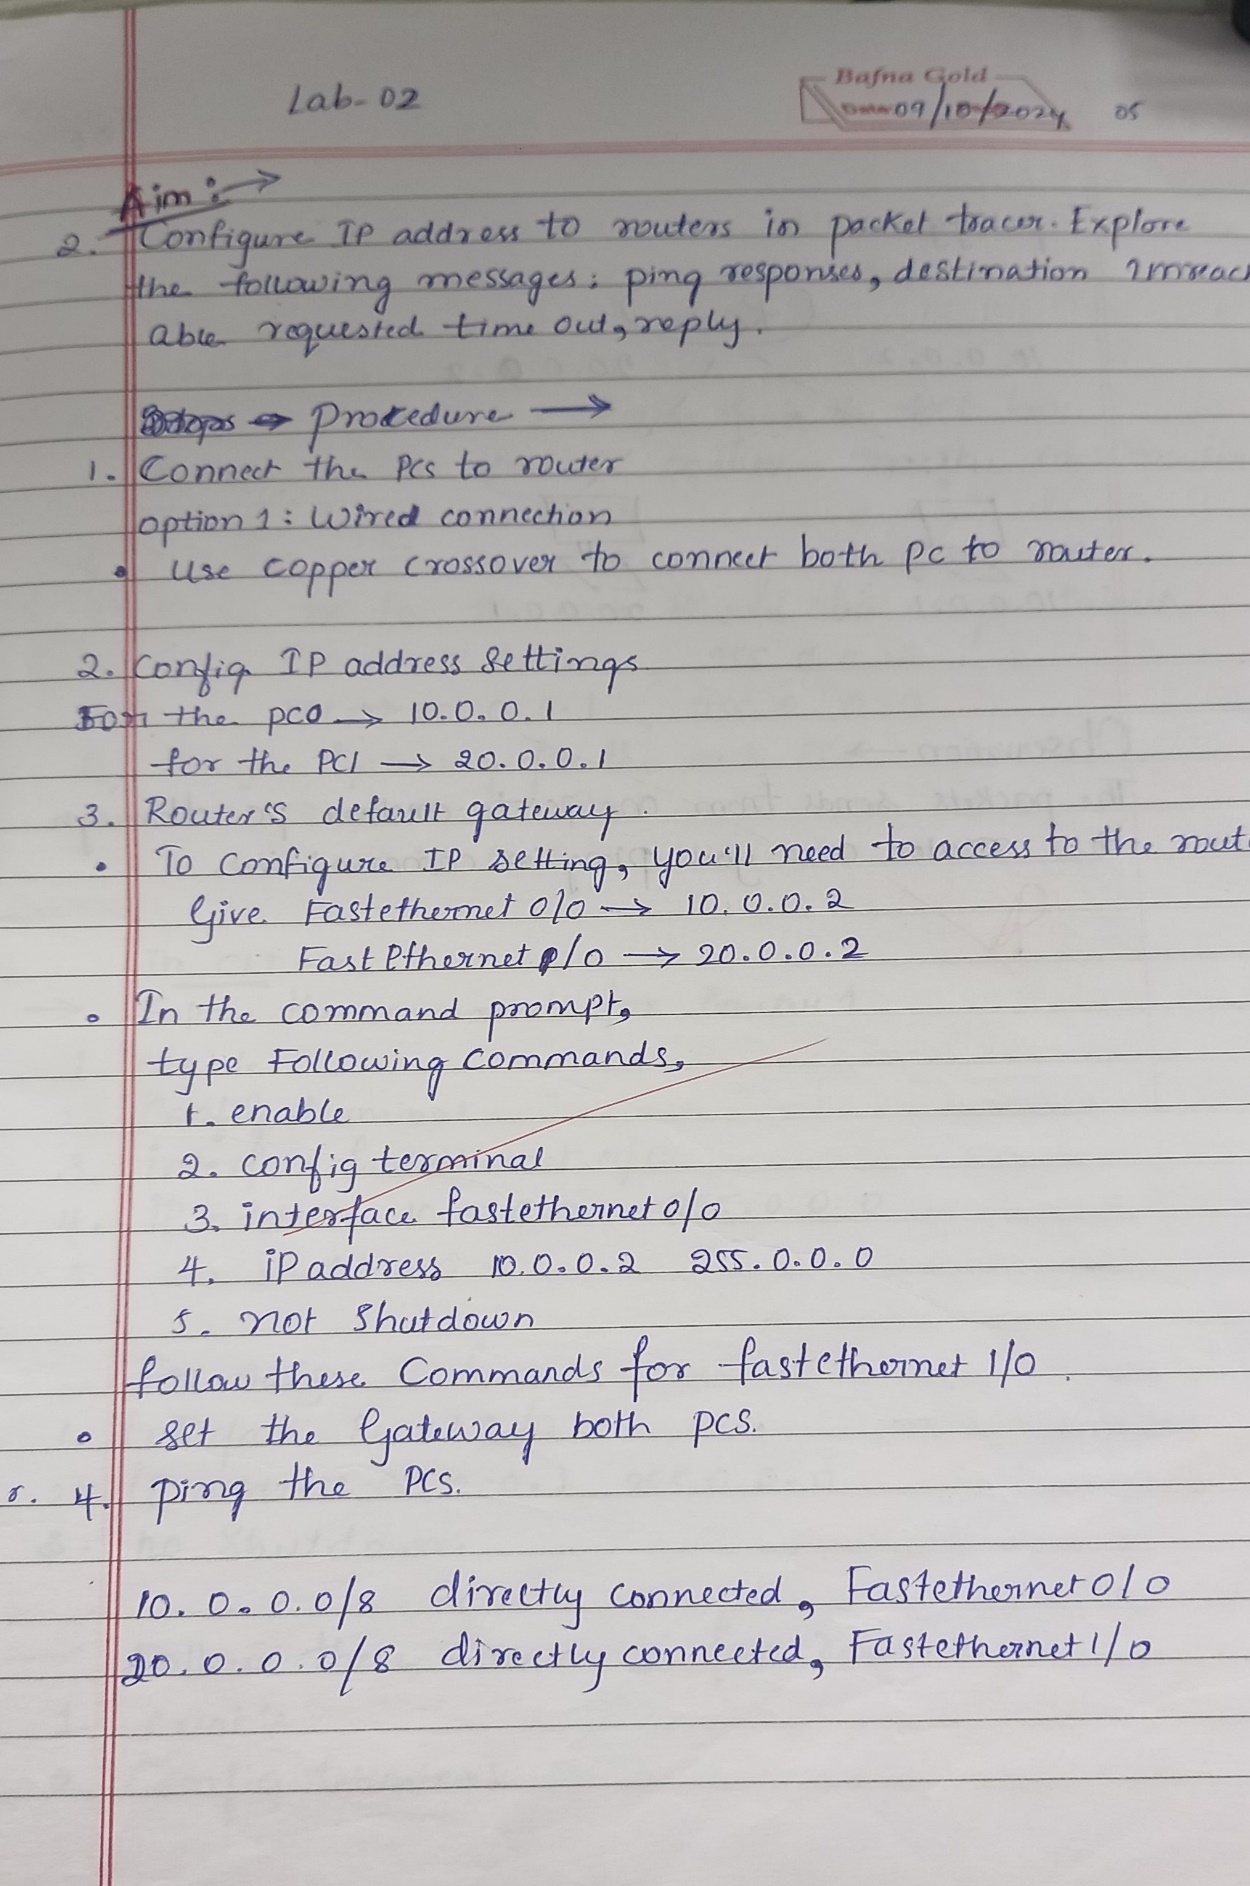 Bafna Gold
Lab-02
09/10/2024 05
Aim :→
2. Configure IP address to routers in packet tracer. Explore
the following messages: ping responses, destination unreach
able requested time out, reply.
Procedure →
1. Connect the PCs to router
option 1: Wired connection
• Use copper crossover to connect both pc to router.
2. Config IP address settings
For the pc0 → 10.0.0.1
for the PC1 → 20.0.0.1
3. Router's default gateway.
• To Configure IP setting, you'll need to access to the rout
Give Fastethernet 0/0 → 10.0.0.2
Fast Ethernet /0 → 20.0.0.2
• In the command prompt,
type Following Commands,
1. enable
2. config terminal
3. interface fastethernet 0/0
4. iP address 10.0.0.2 255.0.0.0
5. not Shutdown
follow these Commands for fastethernet 1/0.
• set the Gateway both PCS.
4. Ping the PCS.
10.0.0.0/8 directly connected, Fastethernet 0/0
20.0.0.0/8 directly connected, Fastethernet 1/0